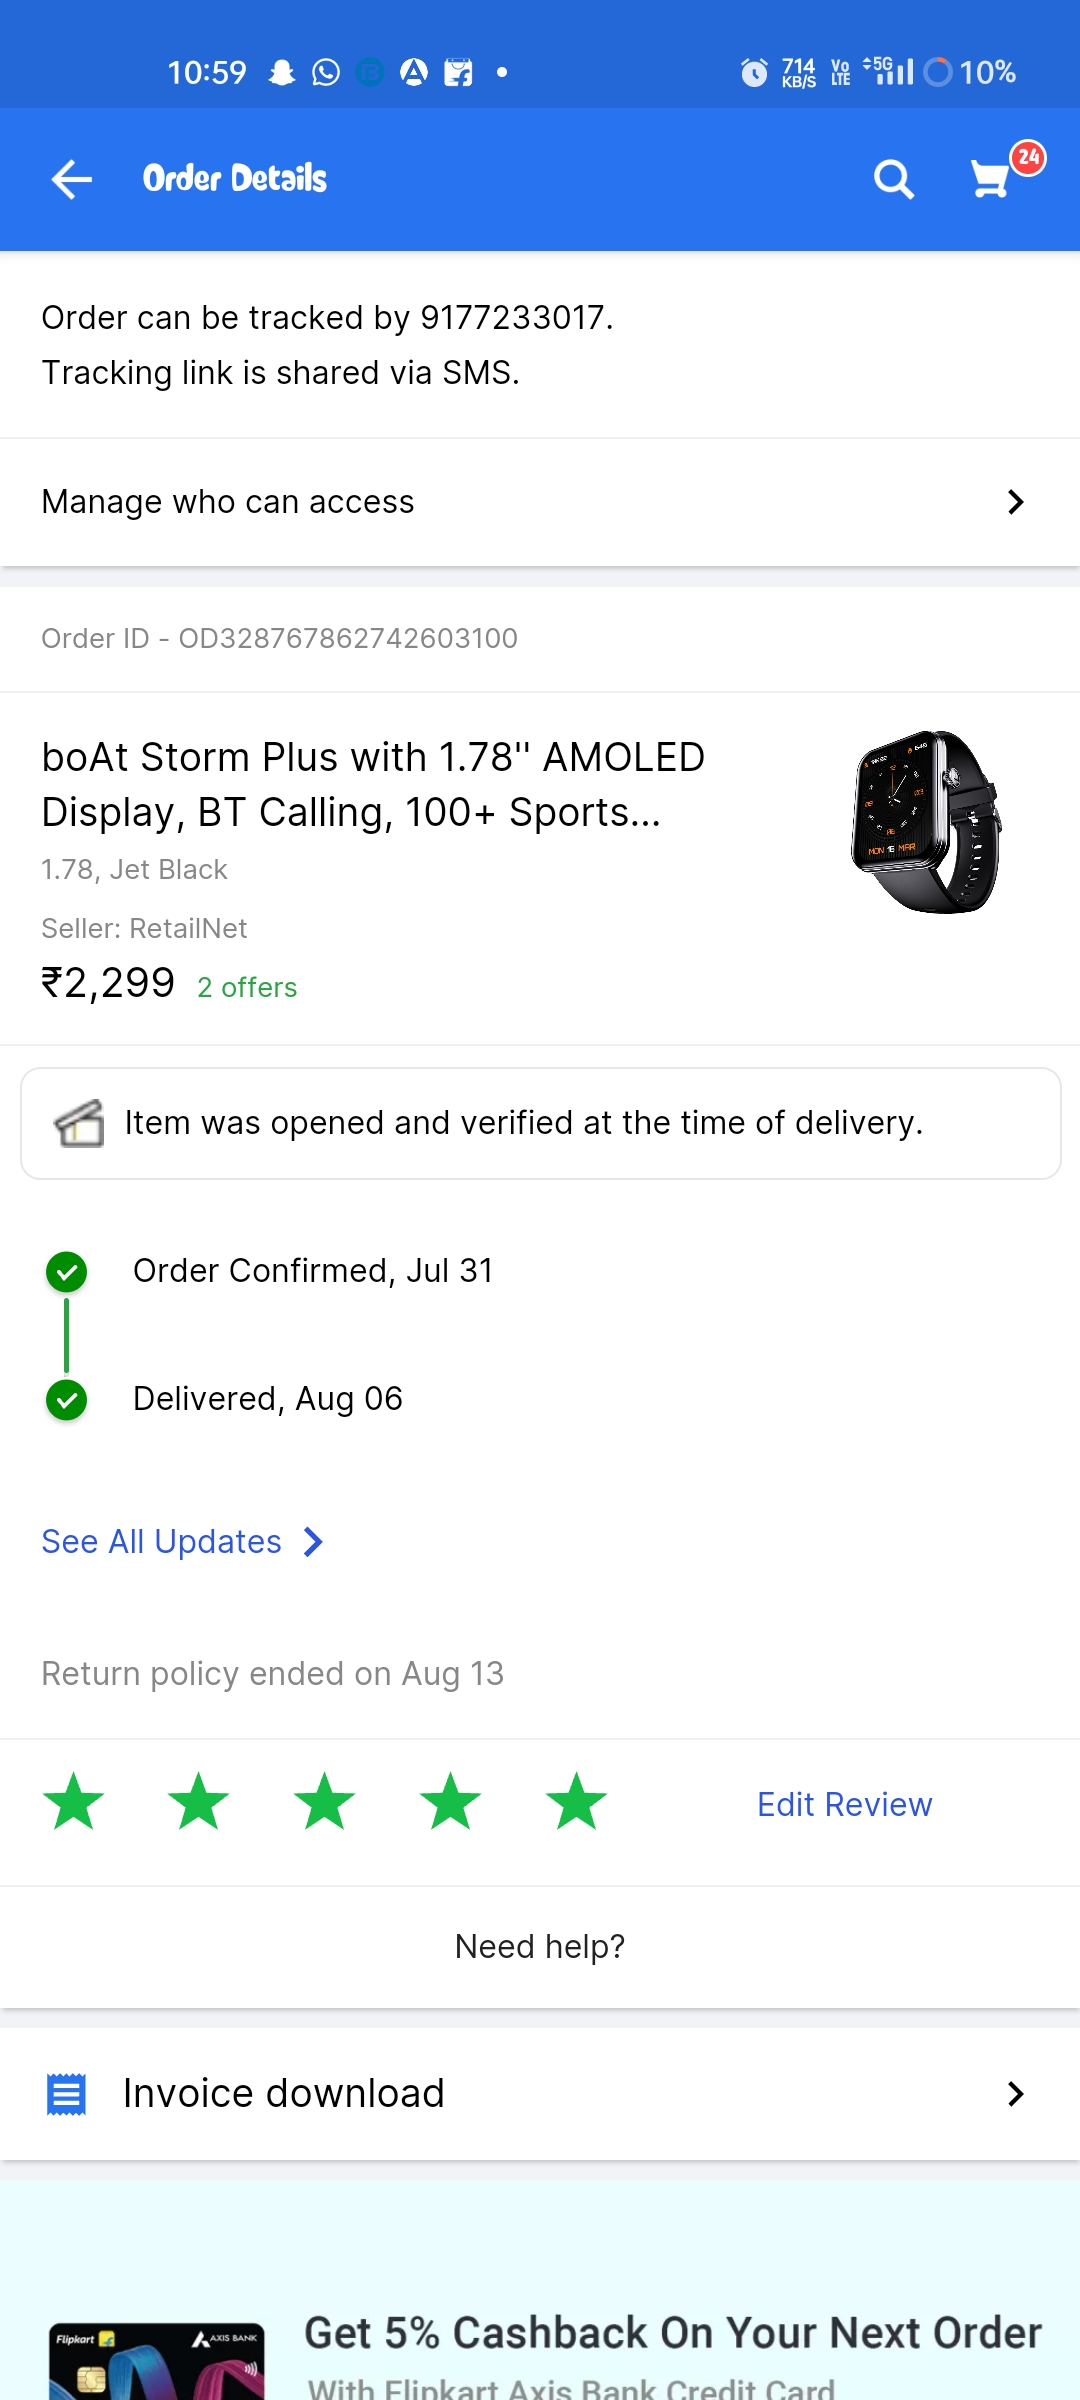 10:59
714 KB/S Vo LTE 5G 10%
Order Details
24
Order can be tracked by 9177233017.
Tracking link is shared via SMS.
Manage who can access
Order ID - OD328767862742603100
boAt Storm Plus with 1.78" AMOLED
Display, BT Calling, 100+ Sports...
1.78, Jet Black
Seller: RetailNet
₹2,299 2 offers
MON 16 MAR
Item was opened and verified at the time of delivery.
Order Confirmed, Jul 31
Delivered, Aug 06
See All Updates
Return policy ended on Aug 13
Edit Review
Need help?
Invoice download
Flipkart AXIS BANK
Get 5% Cashback On Your Next Order
With Flipkart Axis Bank Credit Card